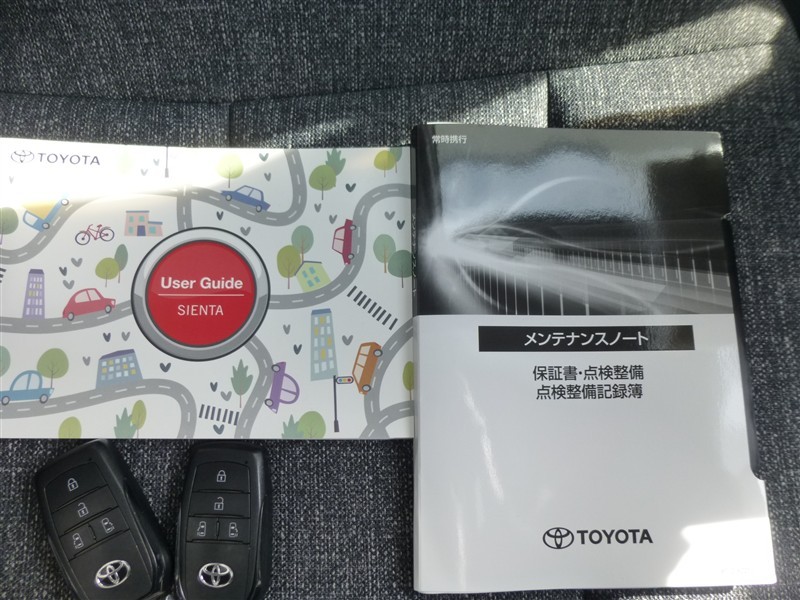 TOYOTA
User Guide
SIENTA
常時携行
メンテナンスノート
保証書・点検整備
点検整備記録簿
TOYOTA